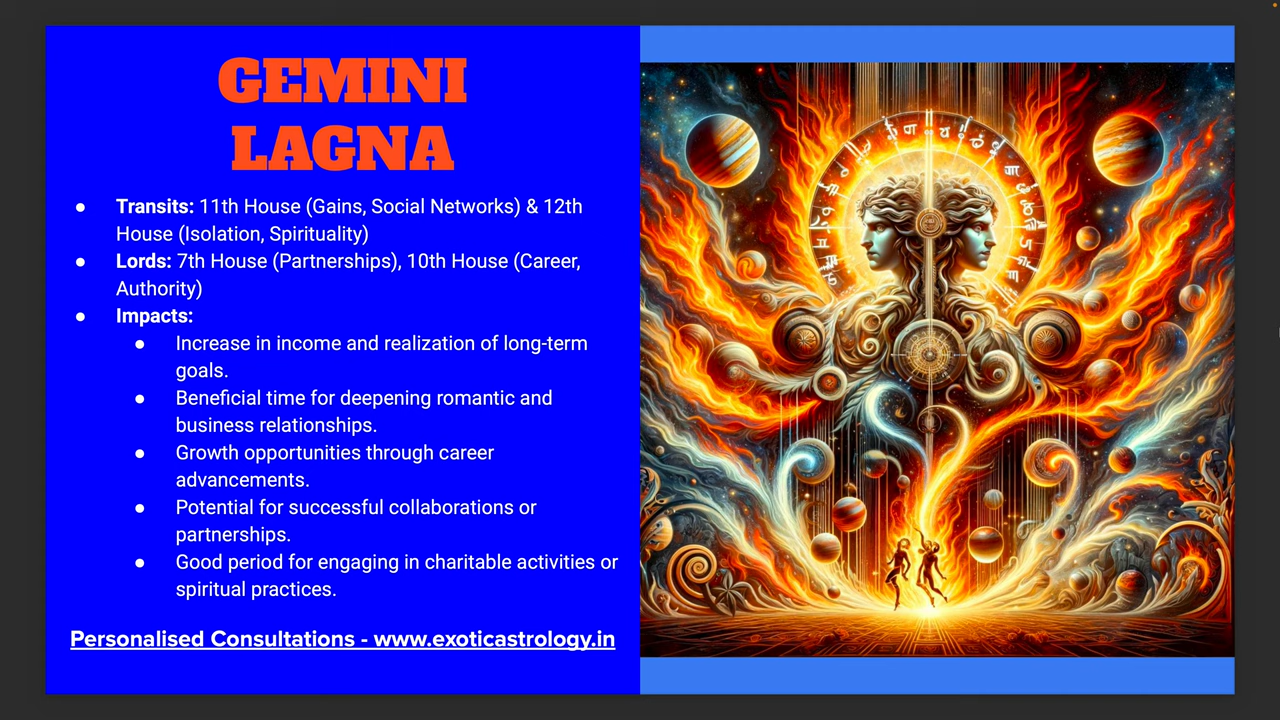 GEMINI
LAGNA
● Transits: 11th House (Gains, Social Networks) & 12th
House (Isolation, Spirituality)
● Lords: 7th House (Partnerships), 10th House (Career,
Authority)
● Impacts:
● Increase in income and realization of long-term
goals.
● Beneficial time for deepening romantic and
business relationships.
● Growth opportunities through career
advancements.
● Potential for successful collaborations or
partnerships.
● Good period for engaging in charitable activities or
spiritual practices.
Personalised Consultations - www.exoticastrology.in